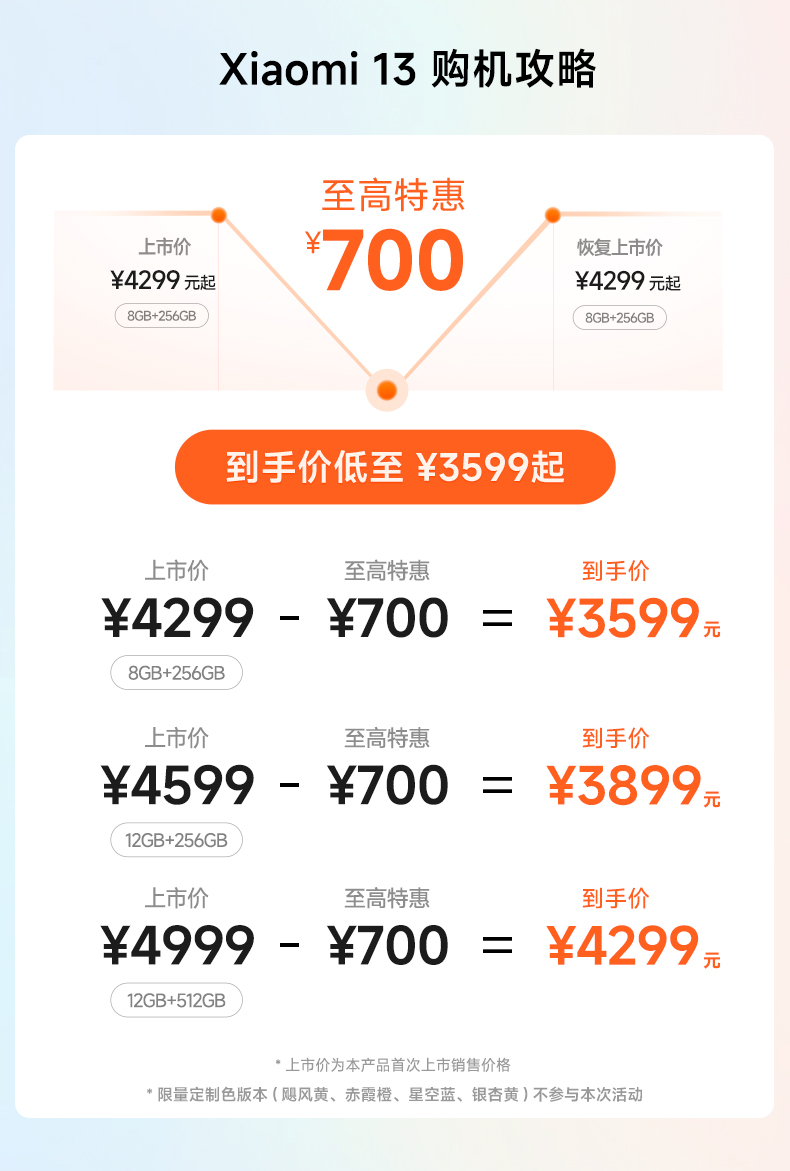 Xiaomi 13 购机攻略
至高特惠
¥700
上市价
¥4299 元起
8GB+256GB
恢复上市价
¥4299 元起
8GB+256GB
到手价低至 ¥3599起
上市价 至高特惠 到手价
¥4299 - ¥700 = ¥3599元
8GB+256GB
上市价 至高特惠 到手价
¥4599 - ¥700 = ¥3899元
12GB+256GB
上市价 至高特惠 到手价
¥4999 - ¥700 = ¥4299元
12GB+512GB
* 上市价为本产品首次上市销售价格
* 限量定制色版本 ( 飓风黄、赤霞橙、星空蓝、银杏黄 ) 不参与本次活动